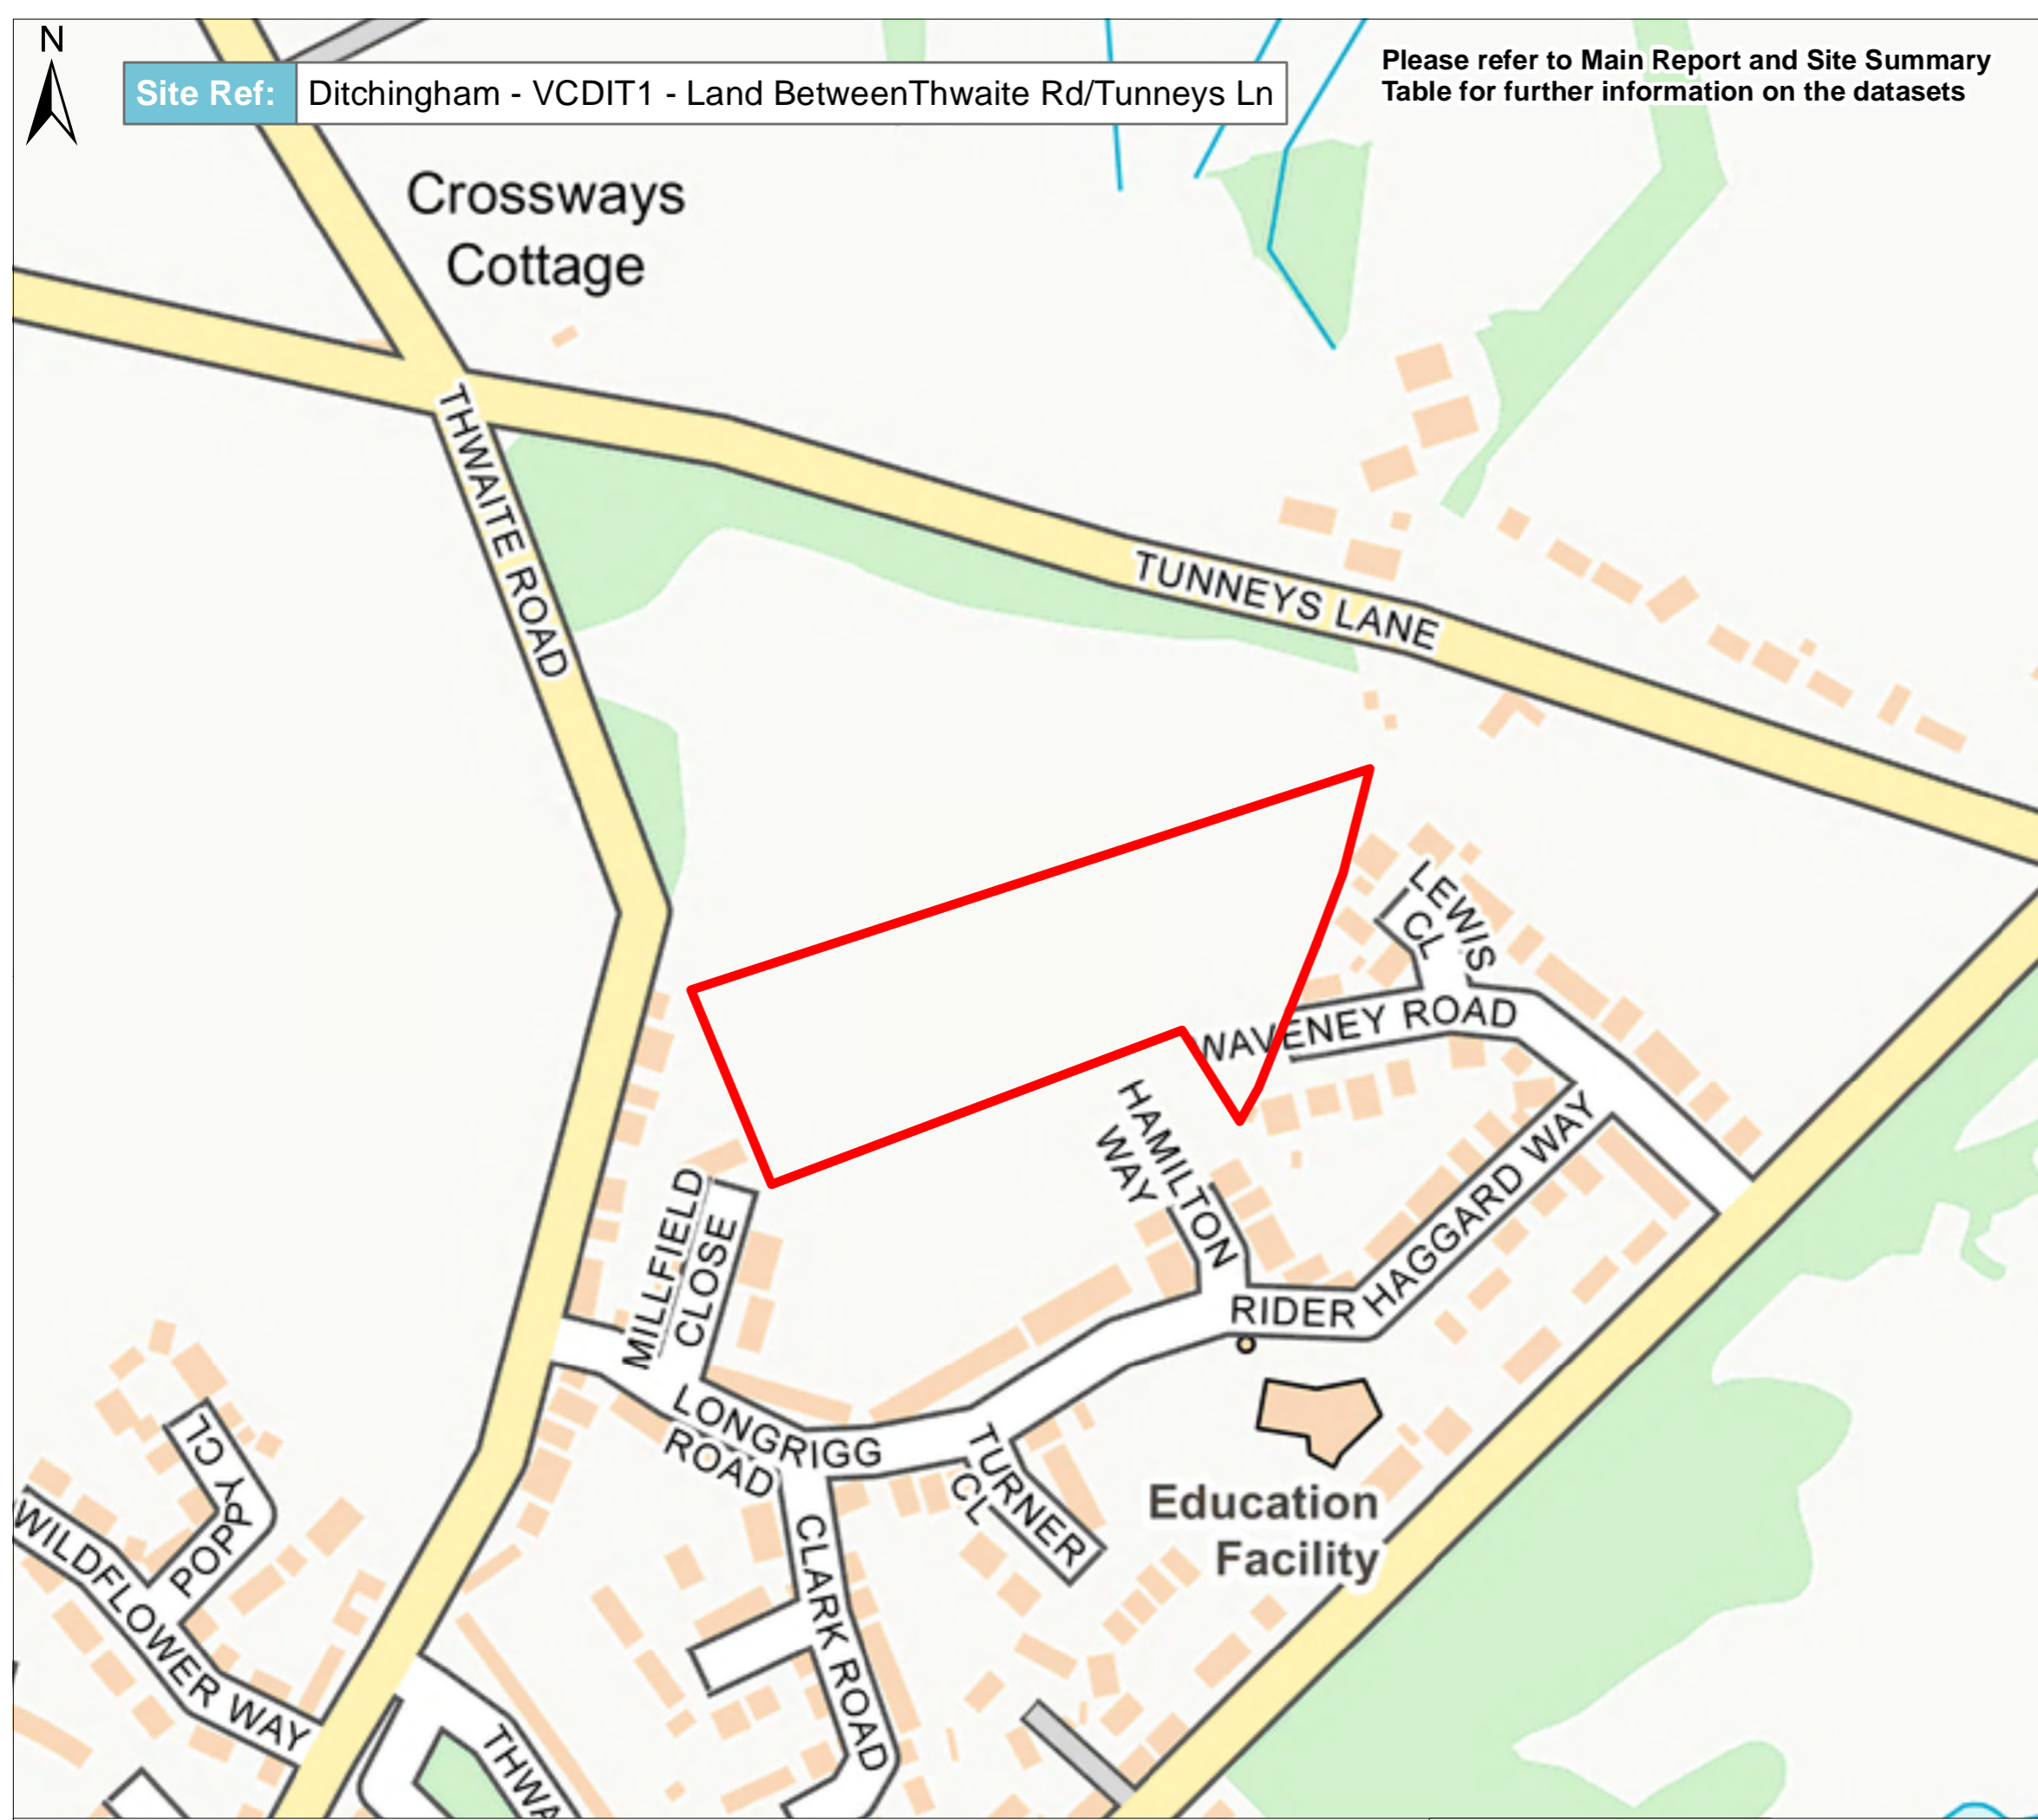 N
Site Ref: Ditchingham - VCDIT1 - Land BetweenThwaite Rd/Tunneys Ln
Please refer to Main Report and Site Summary
Table for further information on the datasets
Crossways
Cottage
THWAITE ROAD
TUNNEYS LANE
LEWIS
CL
WAVENEY ROAD
HAMILTON
WAY
RIDER HAGGARD WAY
MILLFIELD
CLOSE
LONGRIGG
ROAD
TURNER
CL
CLARK ROAD
Education
Facility
POPPY CL
WILDFLOWER WAY
THWA